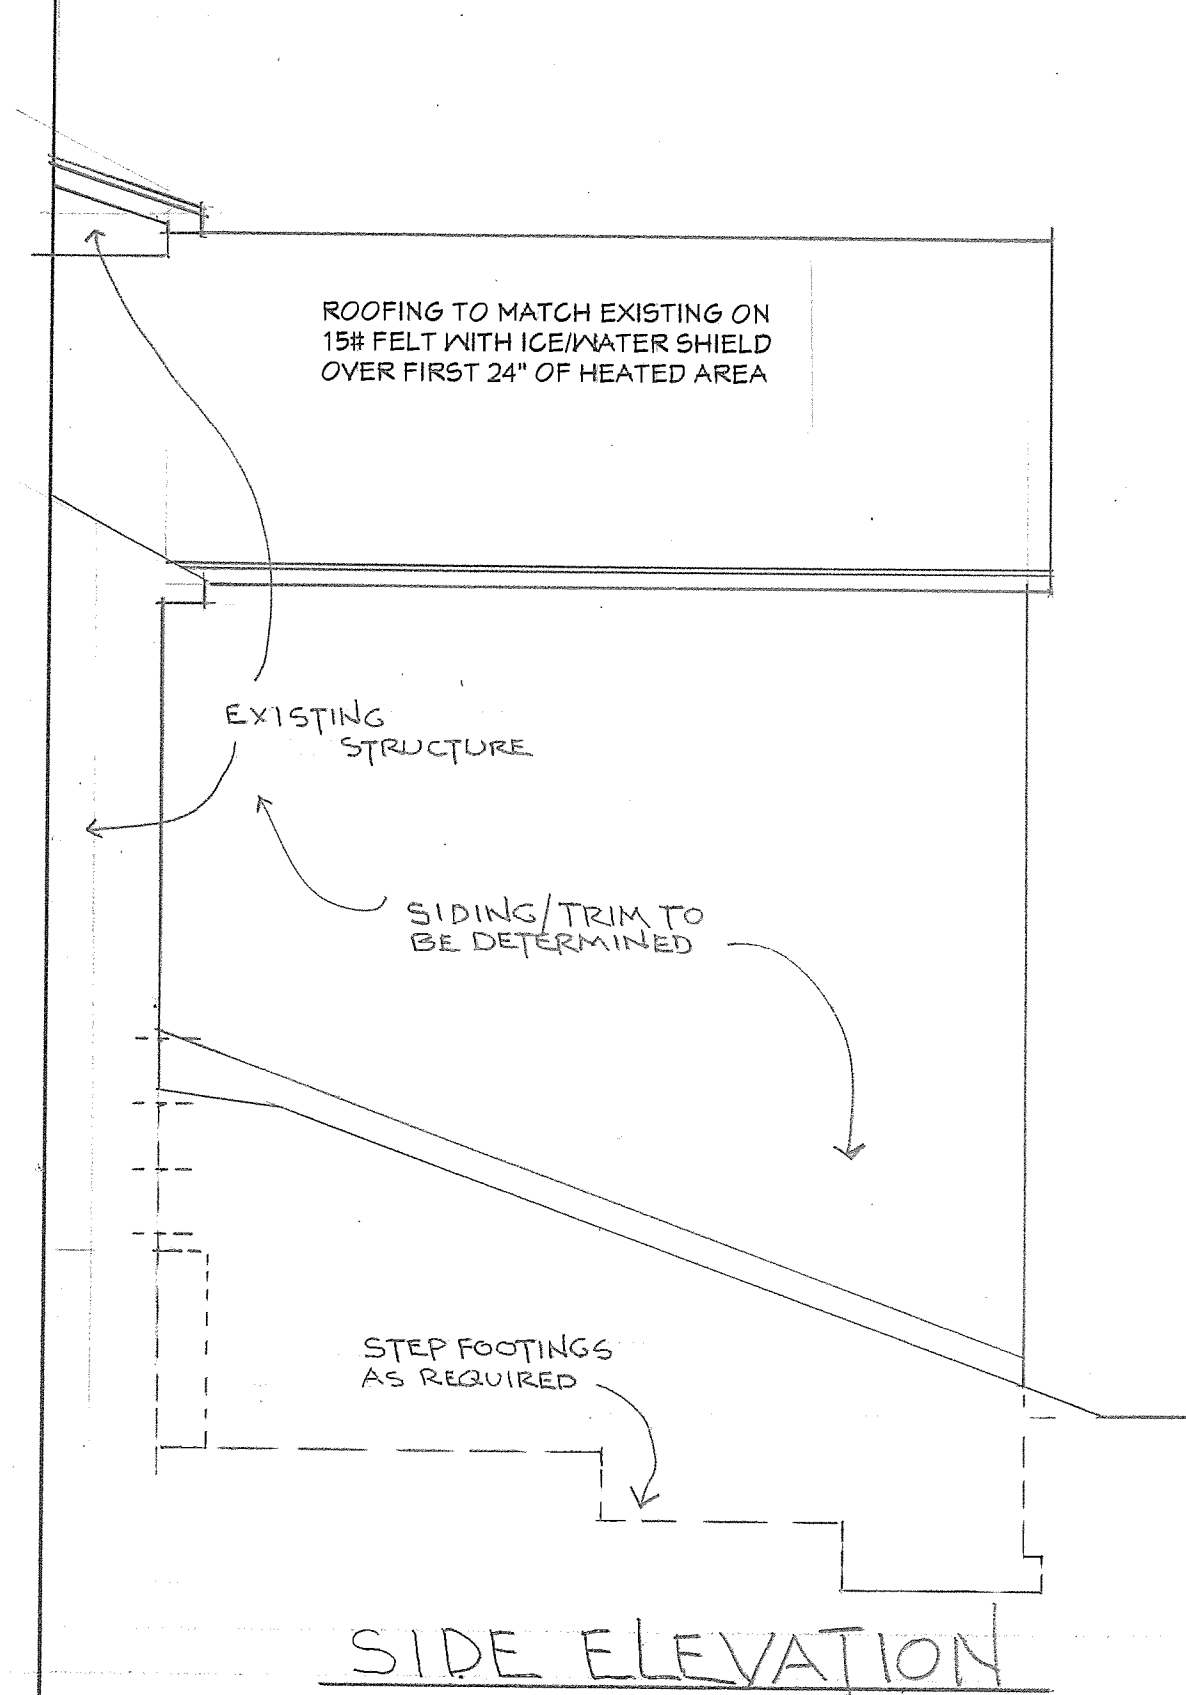 ROOFING TO MATCH EXISTING ON
15# FELT WITH ICE/WATER SHIELD
OVER FIRST 24" OF HEATED AREA
EXISTING
STRUCTURE
SIDING/TRIM TO
BE DETERMINED
STEP FOOTINGS
AS REQUIRED
SIDE ELEVATION